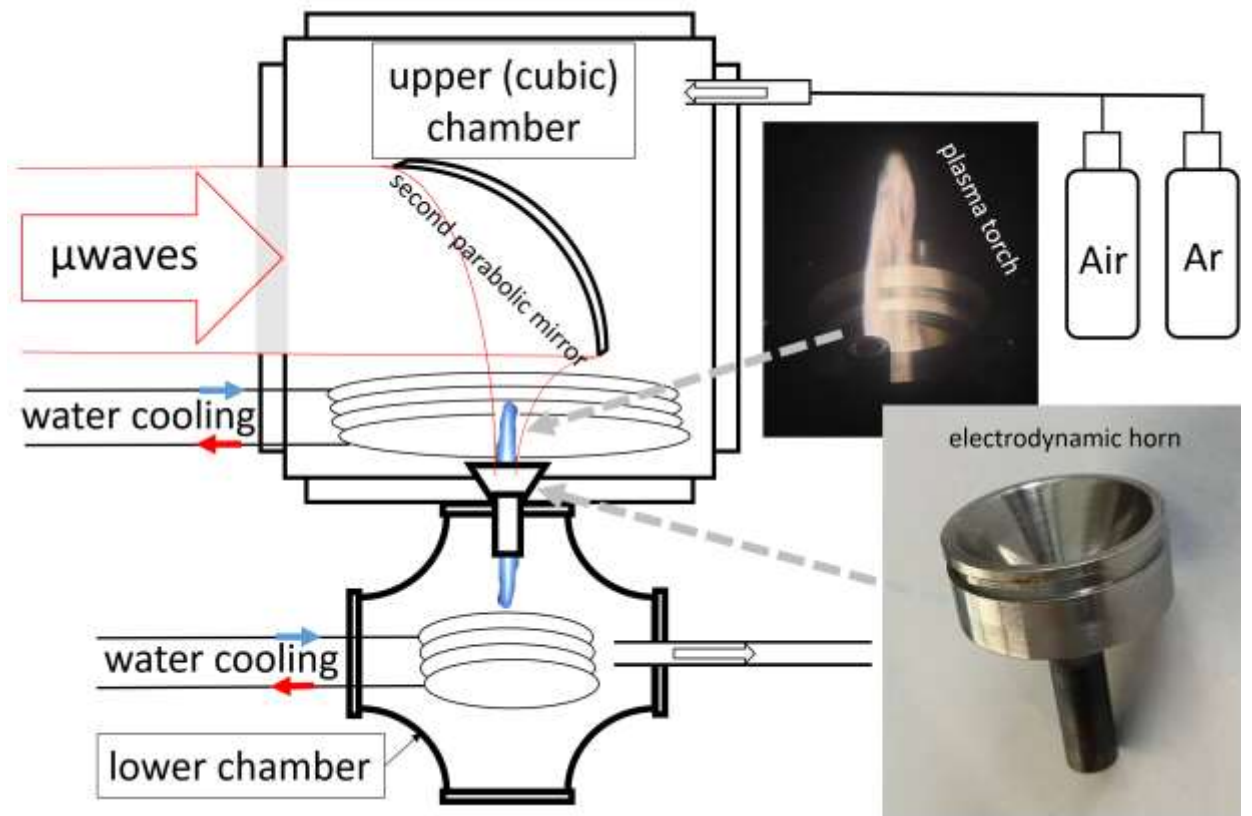 upper (cubic)
chamber
second parabolic mirror
μwaves
plasma torch
Air
Ar
water cooling
electrodynamic horn
water cooling
lower chamber